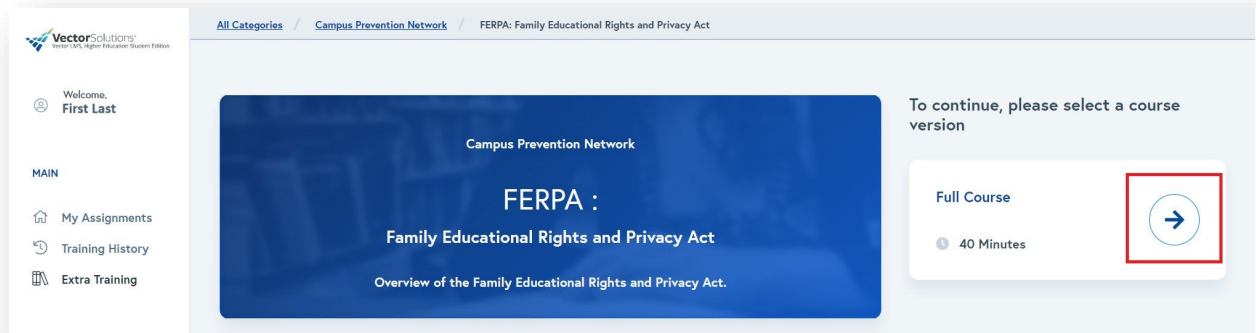 All Categories / Campus Prevention Network / FERPA: Family Educational Rights and Privacy Act
VectorSolutions™
Vector LMS, Higher Education Student Edition
Welcome,
First Last
MAIN
My Assignments
Training History
Extra Training
Campus Prevention Network
FERPA :
Family Educational Rights and Privacy Act
Overview of the Family Educational Rights and Privacy Act.
To continue, please select a course
version
Full Course
40 Minutes